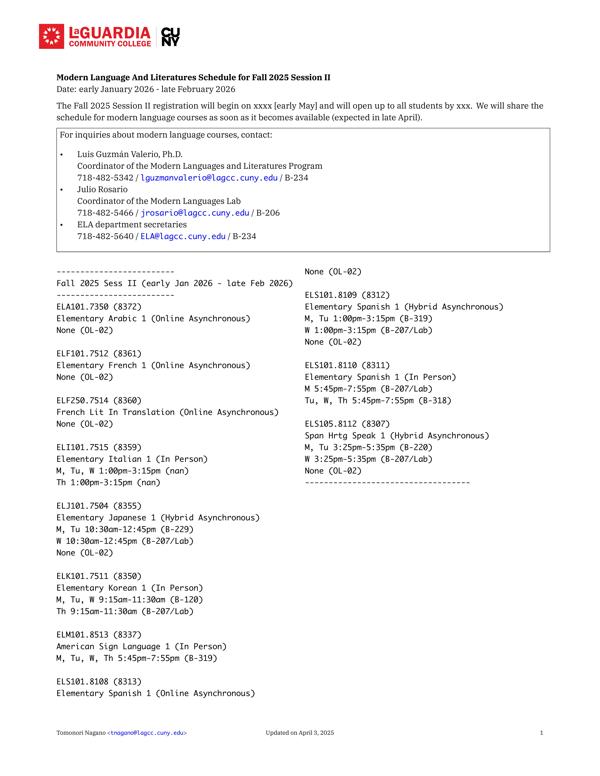 LaGUARDIA
COMMUNITY COLLEGE
CU
NY
Modern Language And Literatures Schedule for Fall 2025 Session II
Date: early January 2026 - late February 2026
The Fall 2025 Session II registration will begin on xxxx [early May] and will open up to all students by xxx. We will share the
schedule for modern language courses as soon as it becomes available (expected in late April).
For inquiries about modern language courses, contact:
• Luis Guzmán Valerio, Ph.D.
Coordinator of the Modern Languages and Literatures Program
718-482-5342 / lguzmanvalerio@lagcc.cuny.edu / B-234
• Julio Rosario
Coordinator of the Modern Languages Lab
718-482-5466 / jrosario@lagcc.cuny.edu / B-206
• ELA department secretaries
718-482-5640 / ELA@lagcc.cuny.edu / B-234
-------------------------
Fall 2025 Sess II (early Jan 2026 - late Feb 2026)
-------------------------
ELA101.7350 (8372)
Elementary Arabic 1 (Online Asynchronous)
None (OL-02)
ELF101.7512 (8361)
Elementary French 1 (Online Asynchronous)
None (OL-02)
ELF250.7514 (8360)
French Lit In Translation (Online Asynchronous)
None (OL-02)
ELI101.7515 (8359)
Elementary Italian 1 (In Person)
M, Tu, W 1:00pm-3:15pm (nan)
Th 1:00pm-3:15pm (nan)
ELJ101.7504 (8355)
Elementary Japanese 1 (Hybrid Asynchronous)
M, Tu 10:30am-12:45pm (B-229)
W 10:30am-12:45pm (B-207/Lab)
None (OL-02)
ELK101.7511 (8350)
Elementary Korean 1 (In Person)
M, Tu, W 9:15am-11:30am (B-120)
Th 9:15am-11:30am (B-207/Lab)
ELM101.8513 (8337)
American Sign Language 1 (In Person)
M, Tu, W, Th 5:45pm-7:55pm (B-319)
ELS101.8108 (8313)
Elementary Spanish 1 (Online Asynchronous)
None (OL-02)
ELS101.8109 (8312)
Elementary Spanish 1 (Hybrid Asynchronous)
M, Tu 1:00pm-3:15pm (B-319)
W 1:00pm-3:15pm (B-207/Lab)
None (OL-02)
ELS101.8110 (8311)
Elementary Spanish 1 (In Person)
M 5:45pm-7:55pm (B-207/Lab)
Tu, W, Th 5:45pm-7:55pm (B-318)
ELS105.8112 (8307)
Span Hrtg Speak 1 (Hybrid Asynchronous)
M, Tu 3:25pm-5:35pm (B-220)
W 3:25pm-5:35pm (B-207/Lab)
None (OL-02)
-----------------------------------
Tomonori Nagano <tnagano@lagcc.cuny.edu>
Updated on April 3, 2025
1